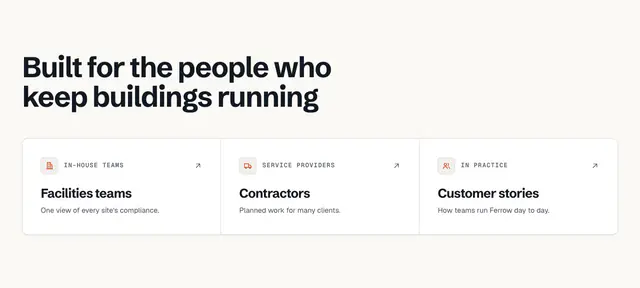 Built for the people who
keep buildings running
IN-HOUSE TEAMS
Facilities teams
One view of every site's compliance.
SERVICE PROVIDERS
Contractors
Planned work for many clients.
IN PRACTICE
Customer stories
How teams run Ferrow day to day.